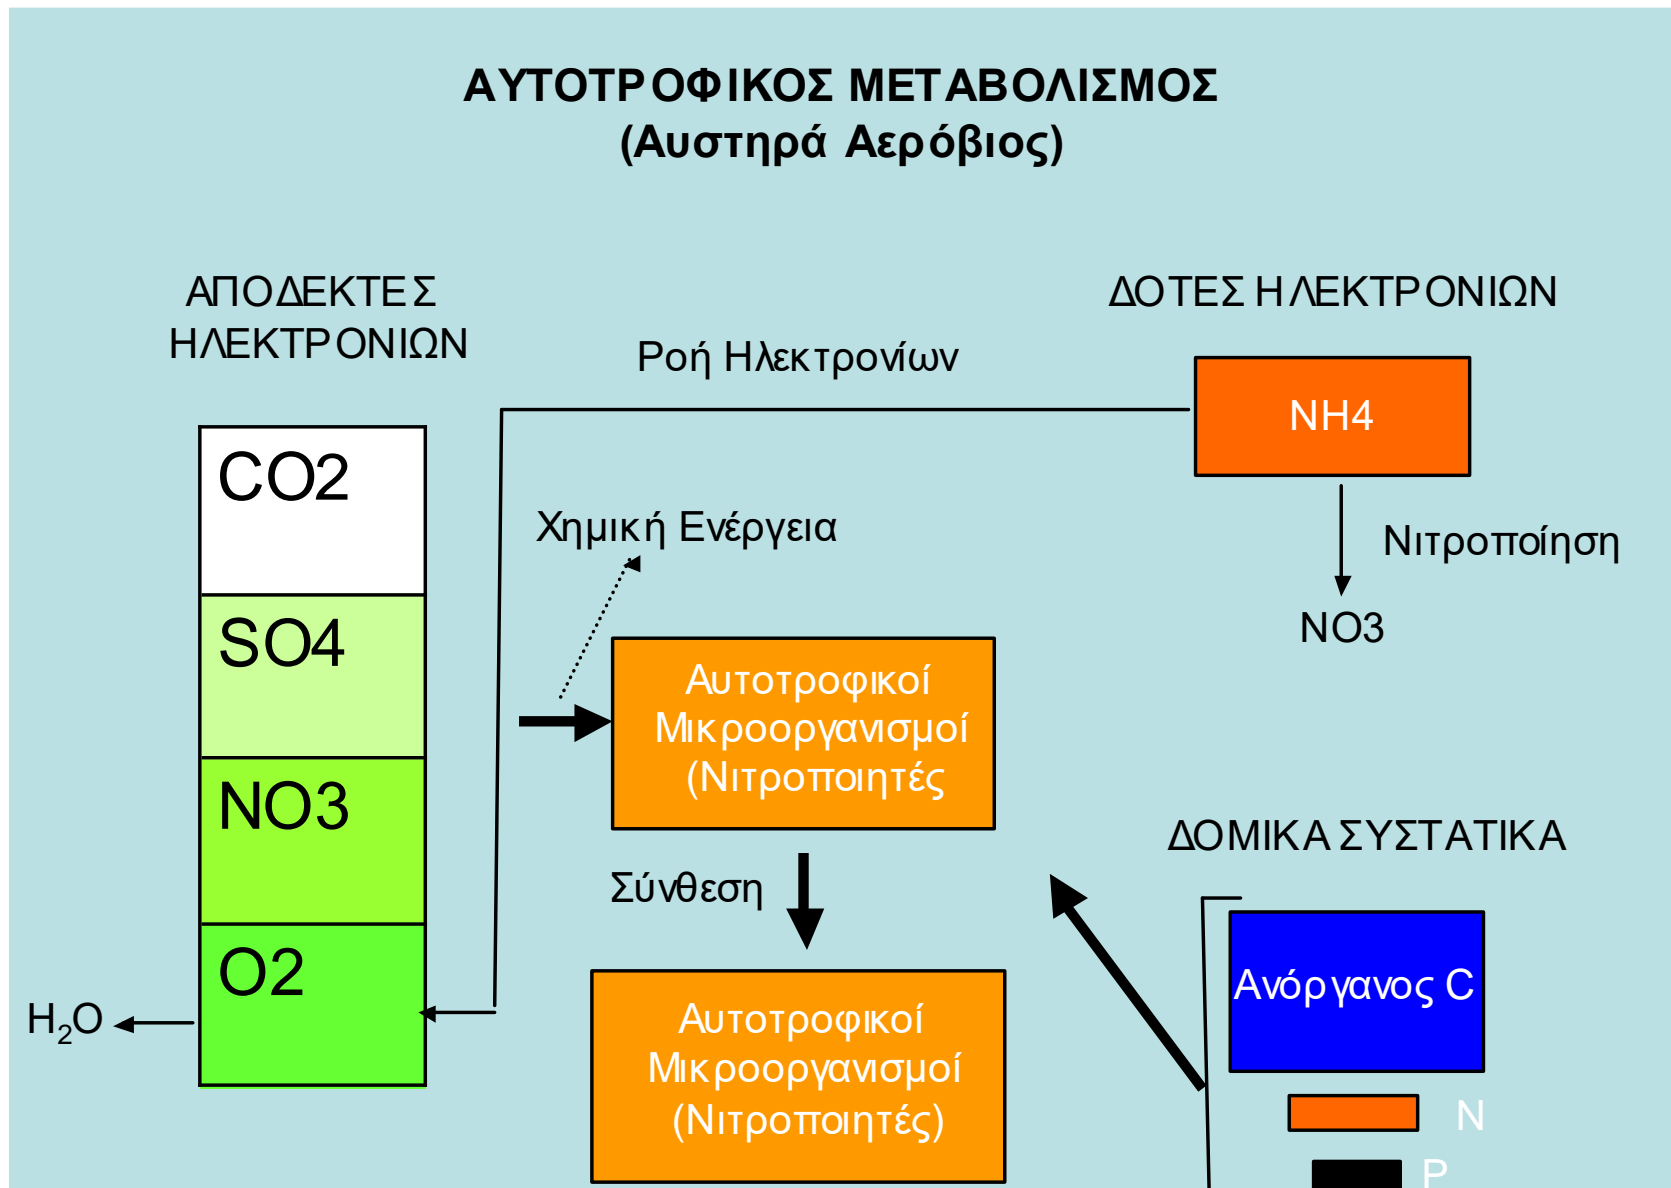 ΑΥΤΟΤΡΟΦΙΚΟΣ ΜΕΤΑΒΟΛΙΣΜΟΣ
(Αυστηρά Αερόβιος)
ΑΠΟΔΕΚΤΕΣ
ΗΛΕΚΤΡΟΝΙΩΝ
ΔΟΤΕΣ ΗΛΕΚΤΡΟΝΙΩΝ
Ροή Ηλεκτρονίων
NH4
CO2
Χημική Ενέργεια
Νιτροποίηση
NO3
SO4
Αυτοτροφικοί
Μικροοργανισμοί
(Νιτροποιητές
NO3
ΔΟΜΙΚΑ ΣΥΣΤΑΤΙΚΑ
Σύνθεση
O2
Ανόργανος C
H₂O
Αυτοτροφικοί
Μικροοργανισμοί
(Νιτροποιητές)
N
P